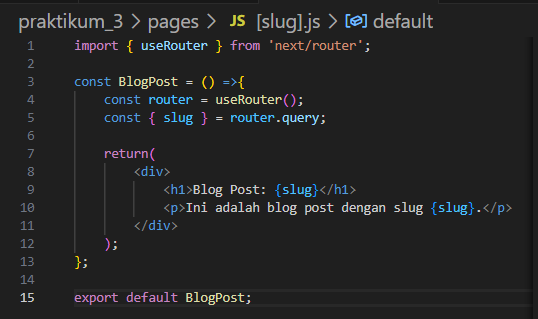 praktikum_3 > pages > JS [slug].js > default
1 import { useRouter } from 'next/router';
2
3 const BlogPost = () =>{
4 const router = useRouter();
5 const { slug } = router.query;
6
7 return(
8 <div>
9 <h1>Blog Post: {slug}</h1>
10 <p>Ini adalah blog post dengan slug {slug}.</p>
11 </div>
12 );
13 };
14
15 export default BlogPost;